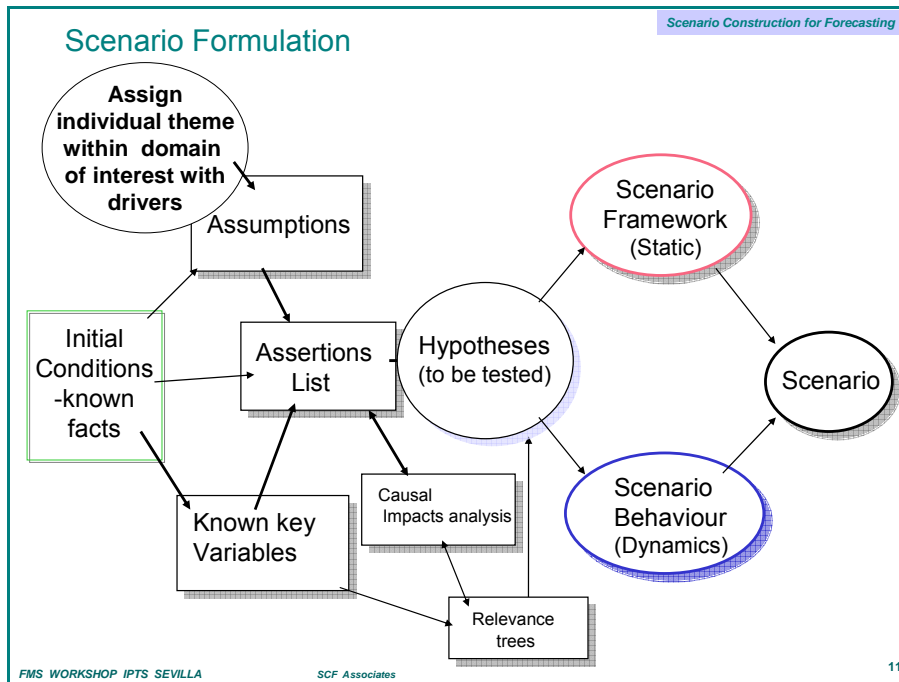 Scenario Construction for Forecasting
Scenario Formulation
Assign
individual theme
within domain
of interest with
drivers
Assumptions
Initial
Conditions
-known
facts
Assertions
List
Known key
Variables
Causal
Impacts analysis
Relevance
trees
Hypotheses
(to be tested)
Scenario
Framework
(Static)
Scenario
Behaviour
(Dynamics)
Scenario
FMS WORKSHOP IPTS SEVILLA
SCF Associates
11